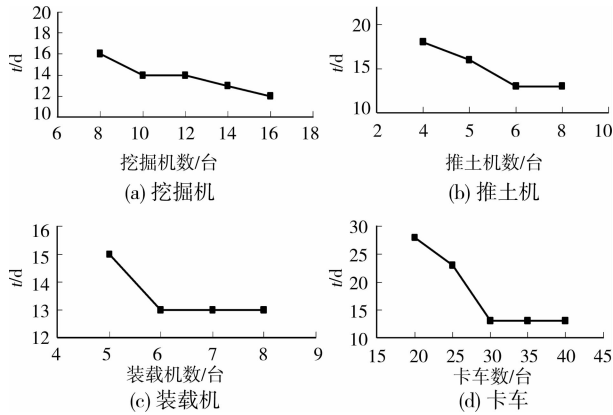 t/d
20
18
16
14
12
10
6 8 10 12 14 16 18
挖掘机数/台
(a) 挖掘机
t/d
20
15
10
2 4 5 6 8 10
推土机数/台
(b) 推土机
t/d
16
15
14
13
12
4 5 6 7 8 9
装载机数/台
(c) 装载机
t/d
30
25
20
15
10
15 20 25 30 35 40 45
卡车数/台
(d) 卡车